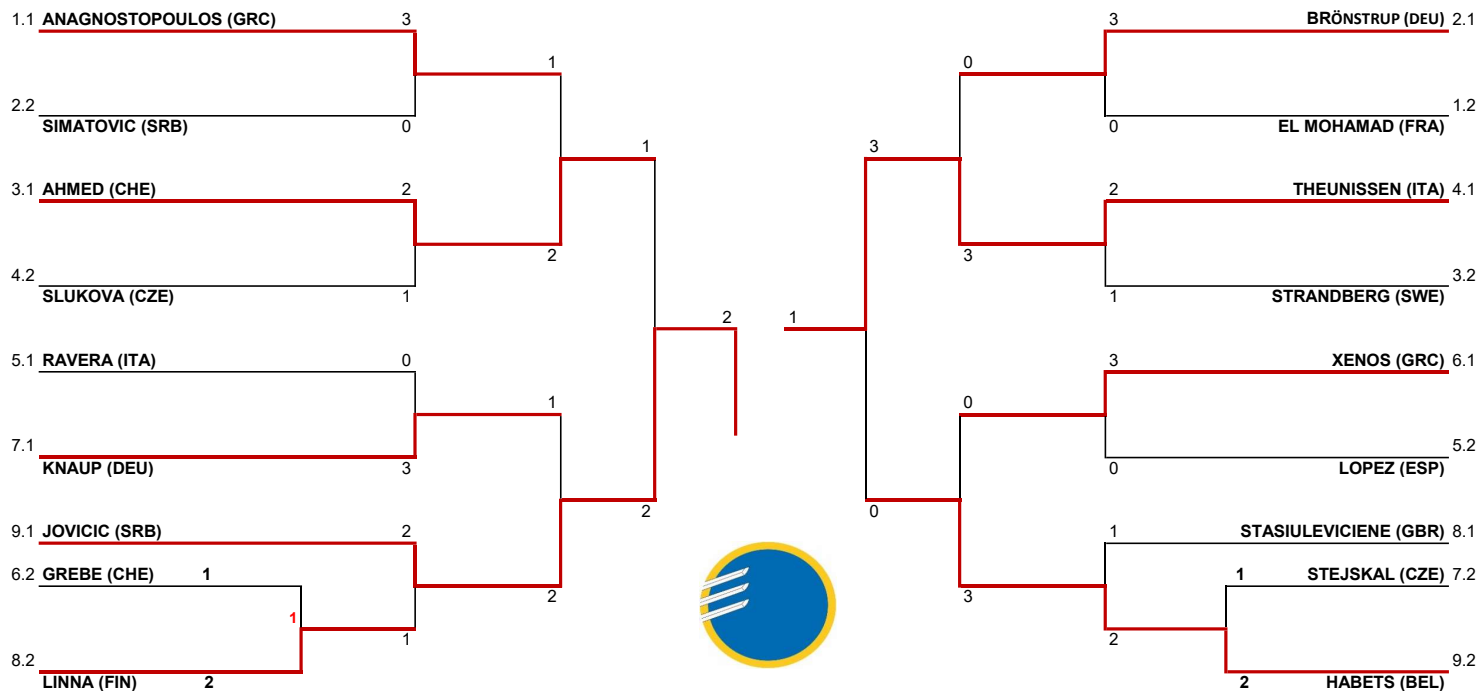 1.1 ANAGNOSTOPOULOS (GRC) 3 3 BRÖNSTRUP (DEU) 2.1
1 0
2.2 1.2
SIMATOVIC (SRB) 0 0 EL MOHAMAD (FRA)
1 3
3.1 AHMED (CHE) 2 2 THEUNISSEN (ITA) 4.1
2 3
4.2 3.2
SLUKOVA (CZE) 1 1 STRANDBERG (SWE)
2 1
5.1 RAVERA (ITA) 0 3 XENOS (GRC) 6.1
1 0
7.1 5.2
KNAUP (DEU) 3 0 LOPEZ (ESP)
2 0
9.1 JOVICIC (SRB) 2 1 STASIULEVICIENE (GBR) 8.1
6.2 GREBE (CHE) 1 1 STEJSKAL (CZE) 7.2
2 3
1
1 2
8.2 9.2
LINNA (FIN) 2 2 HABETS (BEL)